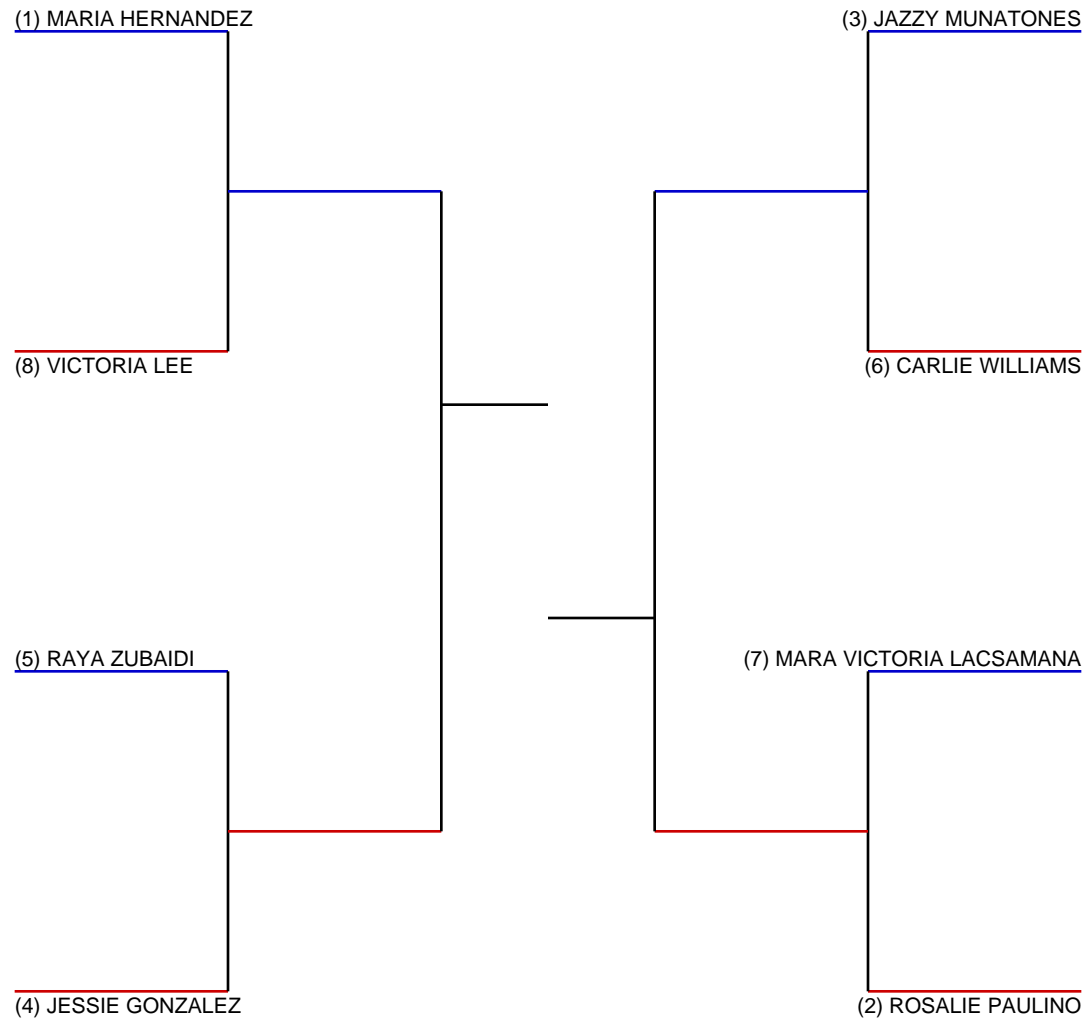 (1) MARIA HERNANDEZ
(3) JAZZY MUNATONES
(8) VICTORIA LEE
(6) CARLIE WILLIAMS
(5) RAYA ZUBAIDI
(7) MARA VICTORIA LACSAMANA
(4) JESSIE GONZALEZ
(2) ROSALIE PAULINO